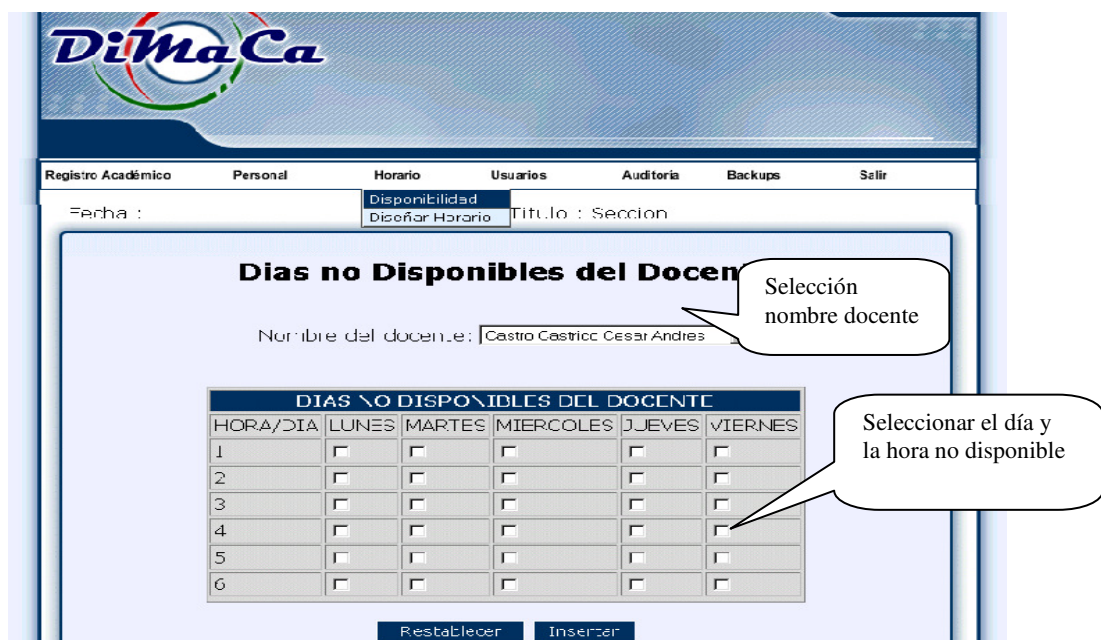 DiMaCa
Registro Académico Personal Horario Usuarios Auditoría Backups Salir
Disponibilidad
Diseñar Horario
Fecha : Titulo : Seccion
Dias no Disponibles del Docen
Selección
nombre docente
Nombre del docente: Castro Castrico Cesar Andres
DIAS NO DISPONIBLES DEL DOCENTE
HORA/DIA LUNES MARTES MIERCOLES JUEVES VIERNES
1
2
3
4
5
6
Seleccionar el día y
la hora no disponible
Restablecer Insertar